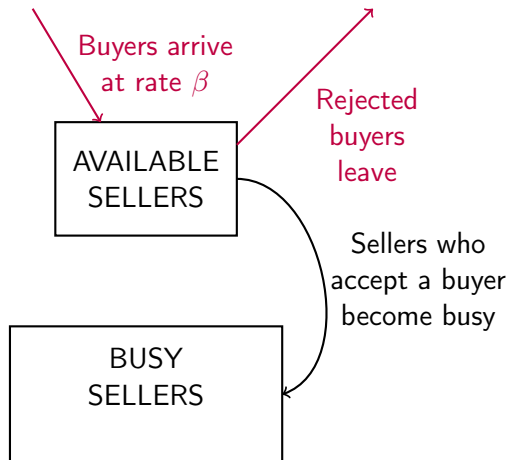 Buyers arrive
at rate β
Rejected
buyers
leave
AVAILABLE
SELLERS
Sellers who
accept a buyer
become busy
BUSY
SELLERS